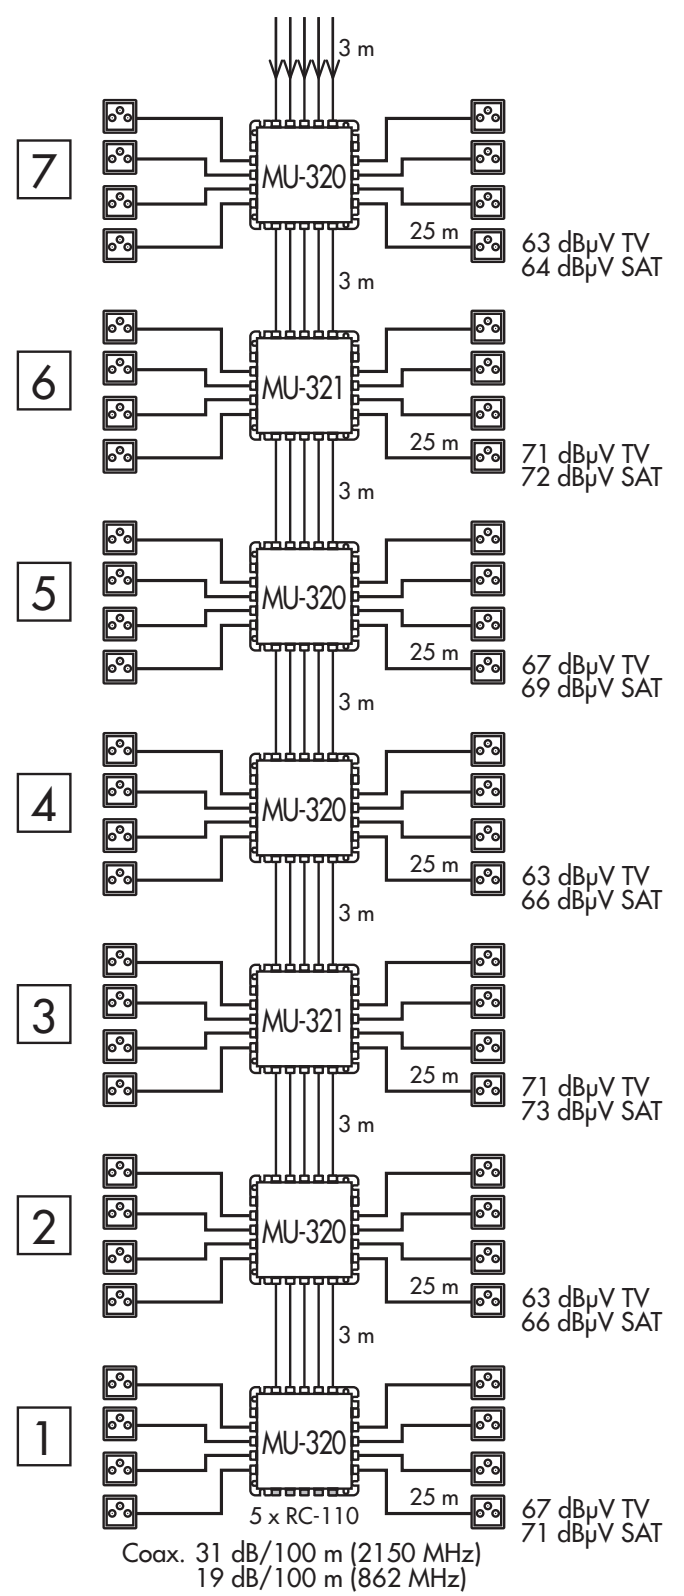 3 m
7
MU-320
25 m
63 dBµV TV
64 dBµV SAT
3 m
6
MU-321
25 m
71 dBµV TV
72 dBµV SAT
3 m
5
MU-320
25 m
67 dBµV TV
69 dBµV SAT
3 m
4
MU-320
25 m
63 dBµV TV
66 dBµV SAT
3 m
3
MU-321
25 m
71 dBµV TV
73 dBµV SAT
3 m
2
MU-320
25 m
63 dBµV TV
66 dBµV SAT
3 m
1
MU-320
25 m
67 dBµV TV
71 dBµV SAT
5 x RC-110
Coax. 31 dB/100 m (2150 MHz)
19 dB/100 m (862 MHz)